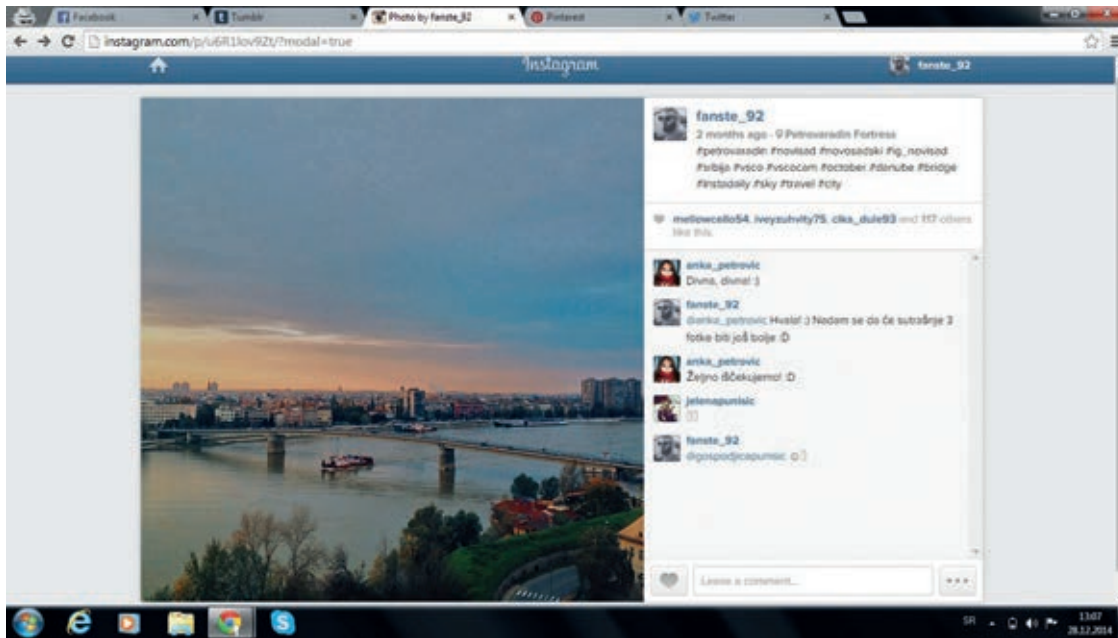 Facebook
Tumblr
Photo by fanste_92
Pinterest
Twitter
instagram.com/p/u6R1lov9Zt/?modal=true
Instagram
fanste_92
fanste_92
2 months ago · Petrovaradin Fortress
#petrovaradin #novisad #novosadski #ig_novisad
#srbija #vsco #vscocam #october #danube #bridge
#instadaily #sky #travel #city
mellowcello54, iveyzuhvity75, clka_dule93 and 117 others
like this.
anka_petrovic
Divna, divna! :)
fanste_92
@anka_petrovic Hvala! :) Nadam se da će sutrašnje 3
fotke biti još bolje :D
anka_petrovic
Željno iščekujemo! :D
jelenapunisic
fanste_92
@gospodjicapunisic
Leave a comment...
SR
13:07
28.12.2014